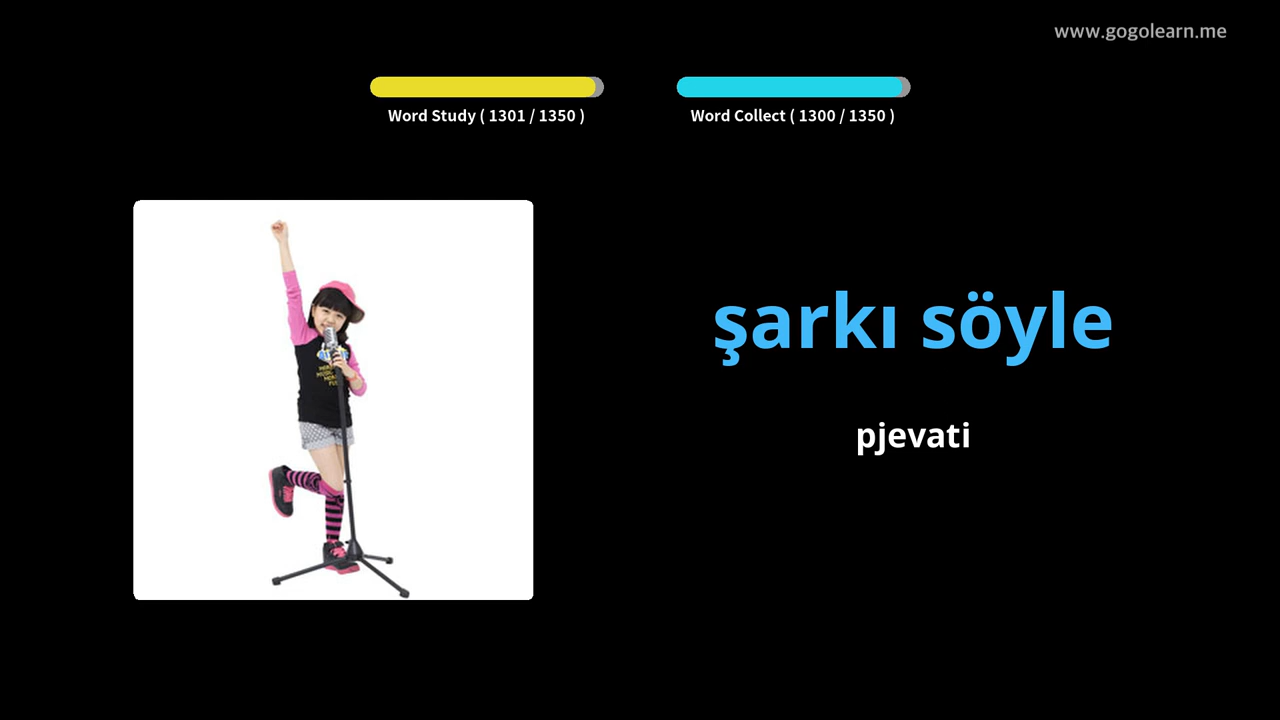 www.gogolearn.me
Word Study ( 1301 / 1350 )
Word Collect ( 1300 / 1350 )
şarkı söyle
pjevati